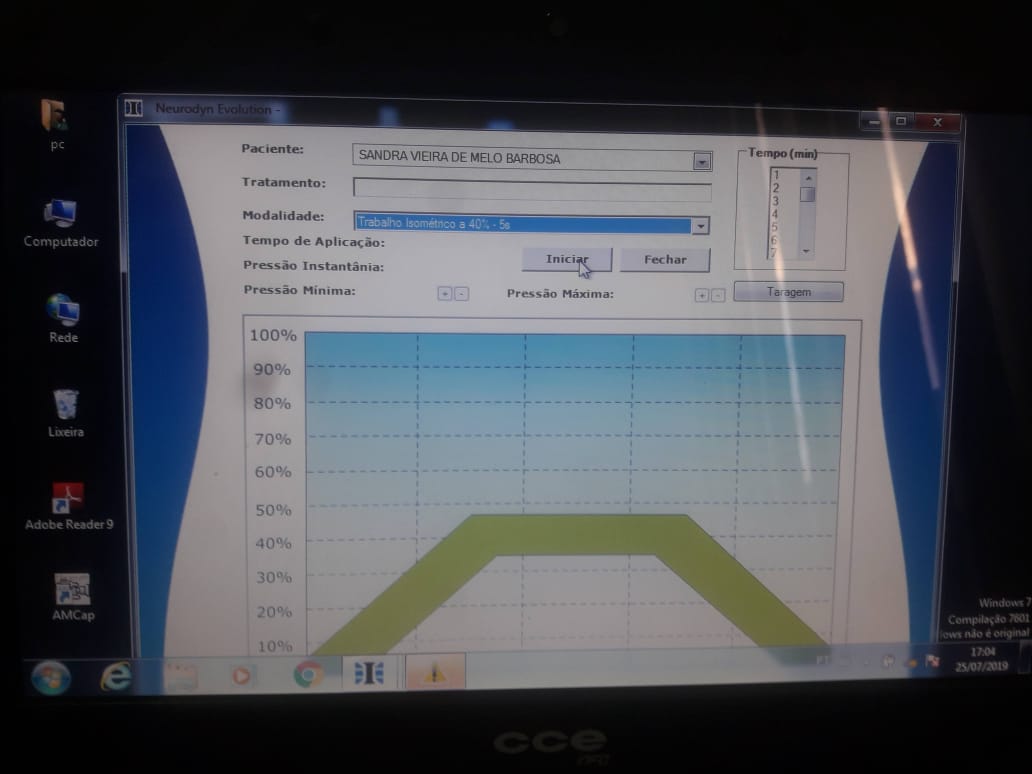 Neurodyn Evolution -
pc
Computador
Rede
Lixeira
Adobe Reader 9
AMCap
Paciente:
SANDRA VIEIRA DE MELO BARBOSA
Tratamento:
Modalidade:
Trabalho Isométrico a 40% - 5s
Tempo de Aplicação:
Pressão Instantânia:
Iniciar
Fechar
Pressão Mínima:
+ -
Pressão Máxima:
+ -
Tempo (min)
1
2
3
4
5
6
7
Taragem
100%
90%
80%
70%
60%
50%
40%
30%
20%
10%
Windows 7
Compilação 7601
ows não é original
PT
17:04
25/07/2019
cce